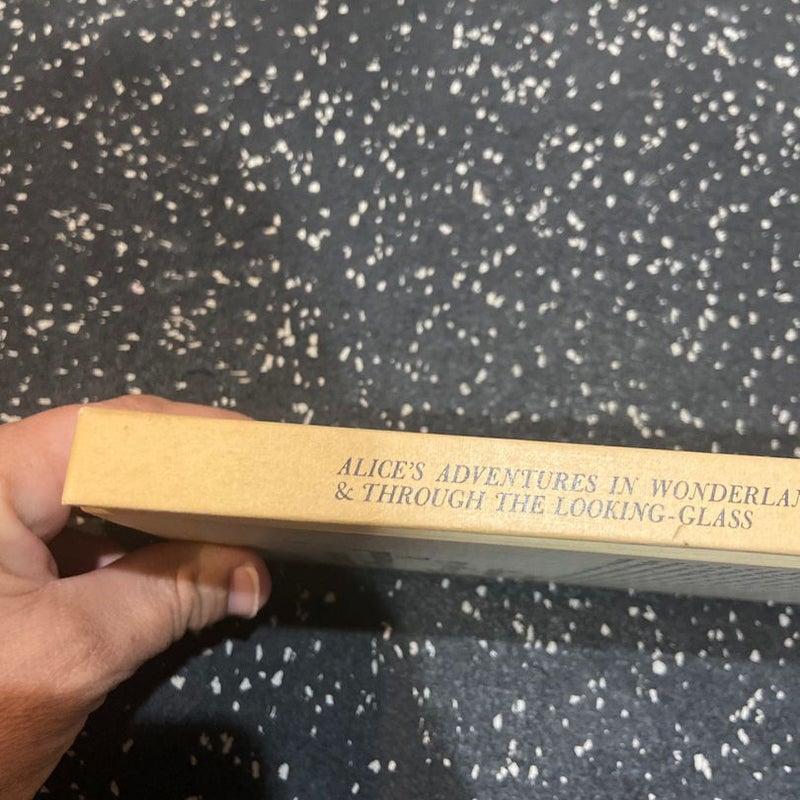 ALICE'S ADVENTURES IN WONDERLAN
& THROUGH THE LOOKING-GLASS